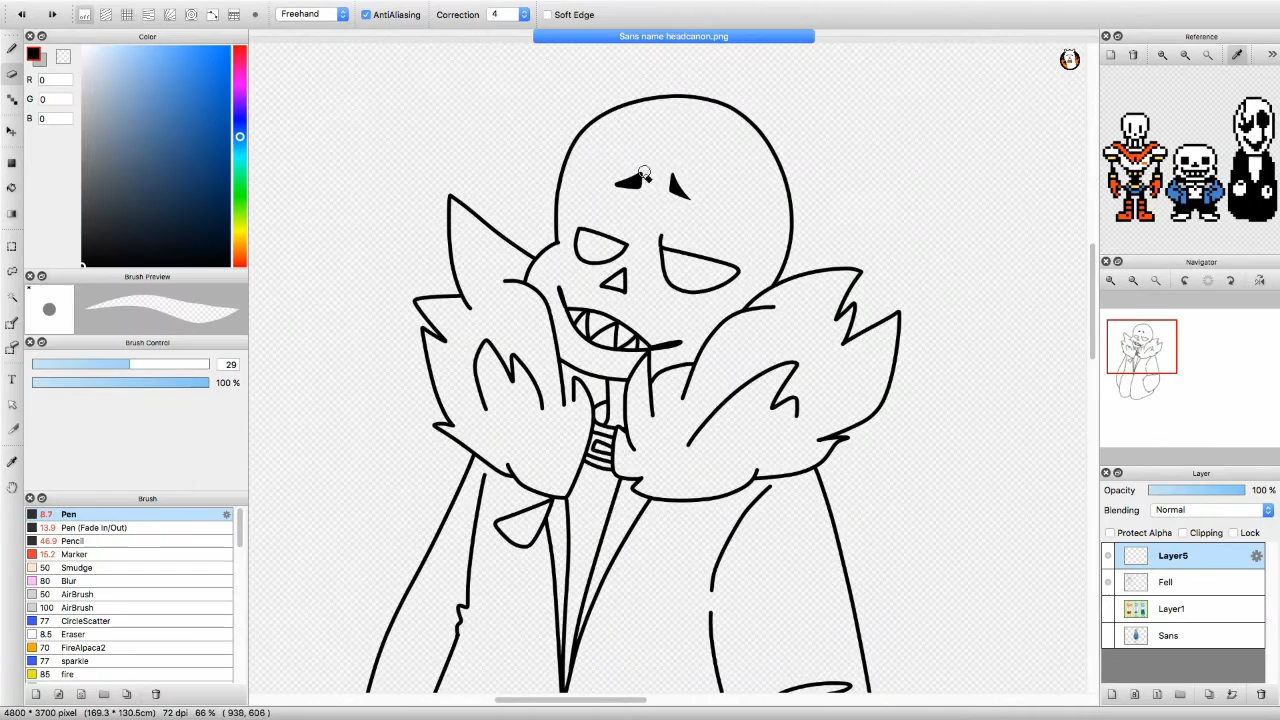 Freehand AntiAliasing Correction 4 Soft Edge
Color Sans name headcanon.png Reference
R 0
G 0
B 0
Brush Preview
Navigator
Brush Control
29
100 %
Layer
Opacity 100 %
Blending Normal
Protect Alpha Clipping Lock
Layer5
Fell
Layer1
Sans
Brush
8.7 Pen
13.9 Pen (Fade In/Out)
46.9 Pencil
15.2 Marker
50 Smudge
80 Blur
50 AirBrush
100 AirBrush
77 CircleScatter
8.5 Eraser
70 FireAlpaca2
77 sparkle
85 fire
4800 * 3700 pixel (169.3 * 130.5cm) 72 dpi 66 % ( 938, 606 )